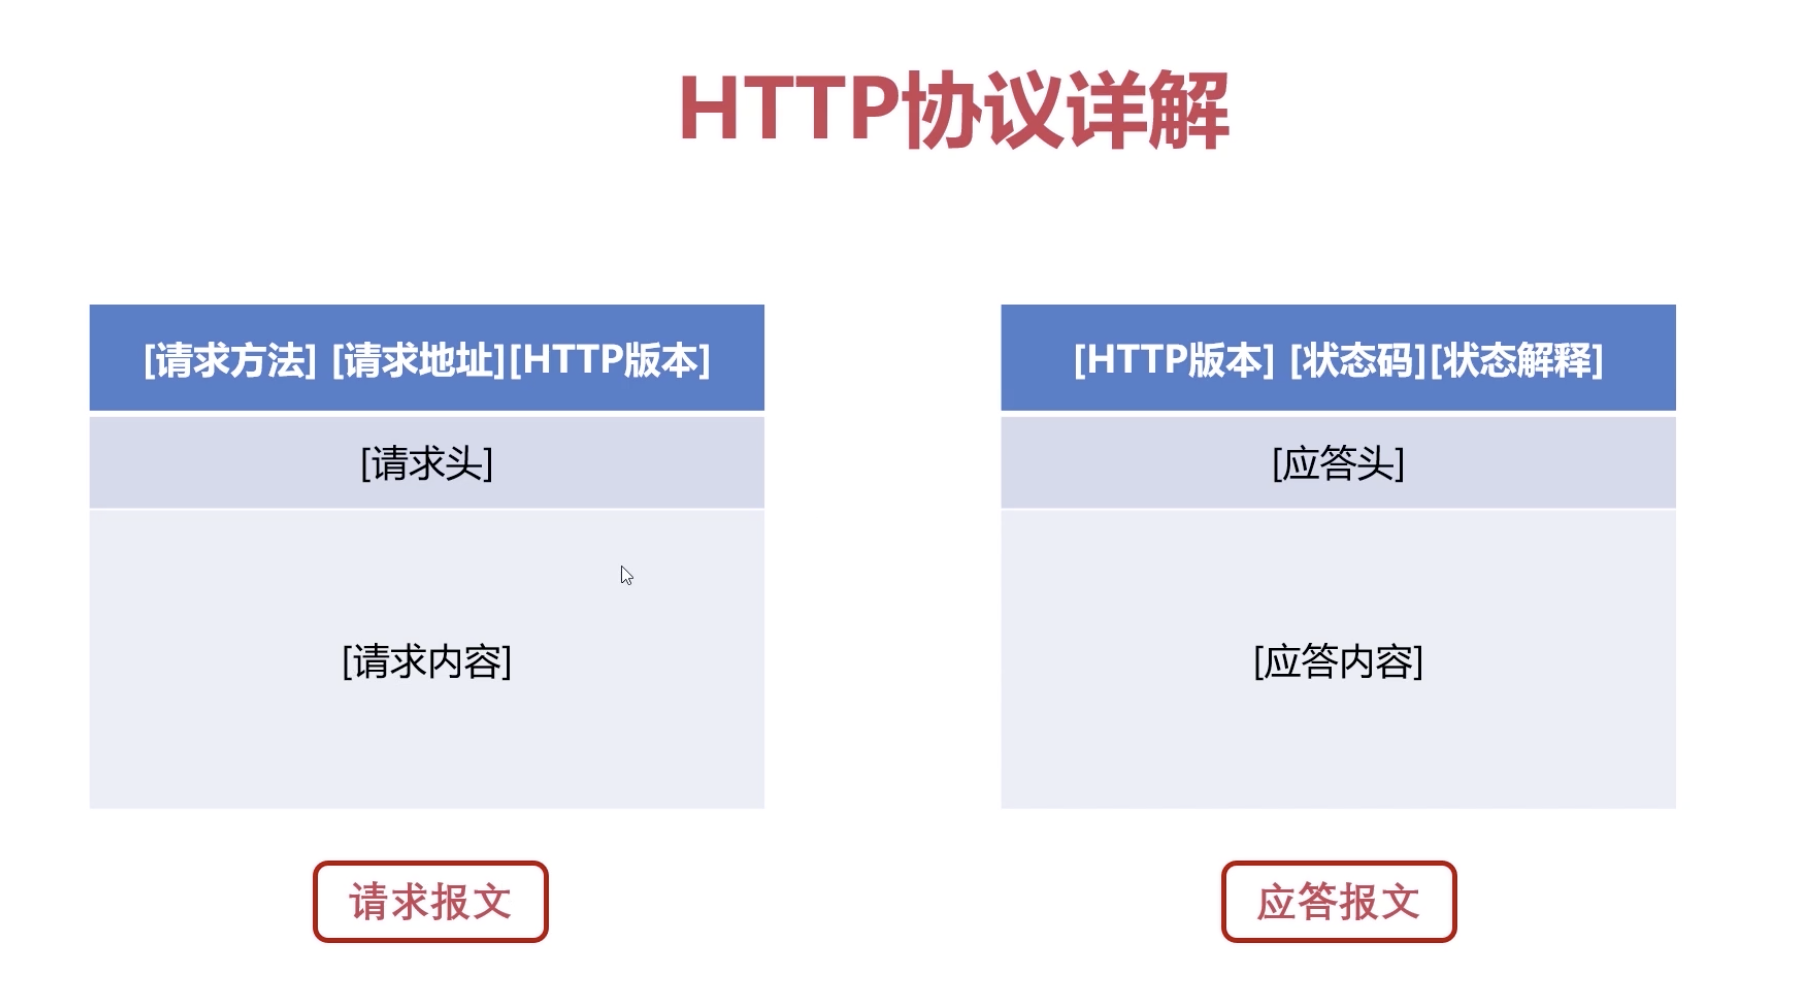 HTTP协议详解
[请求方法] [请求地址][HTTP版本]
[请求头]
[请求内容]
请求报文
[HTTP版本] [状态码][状态解释]
[应答头]
[应答内容]
应答报文